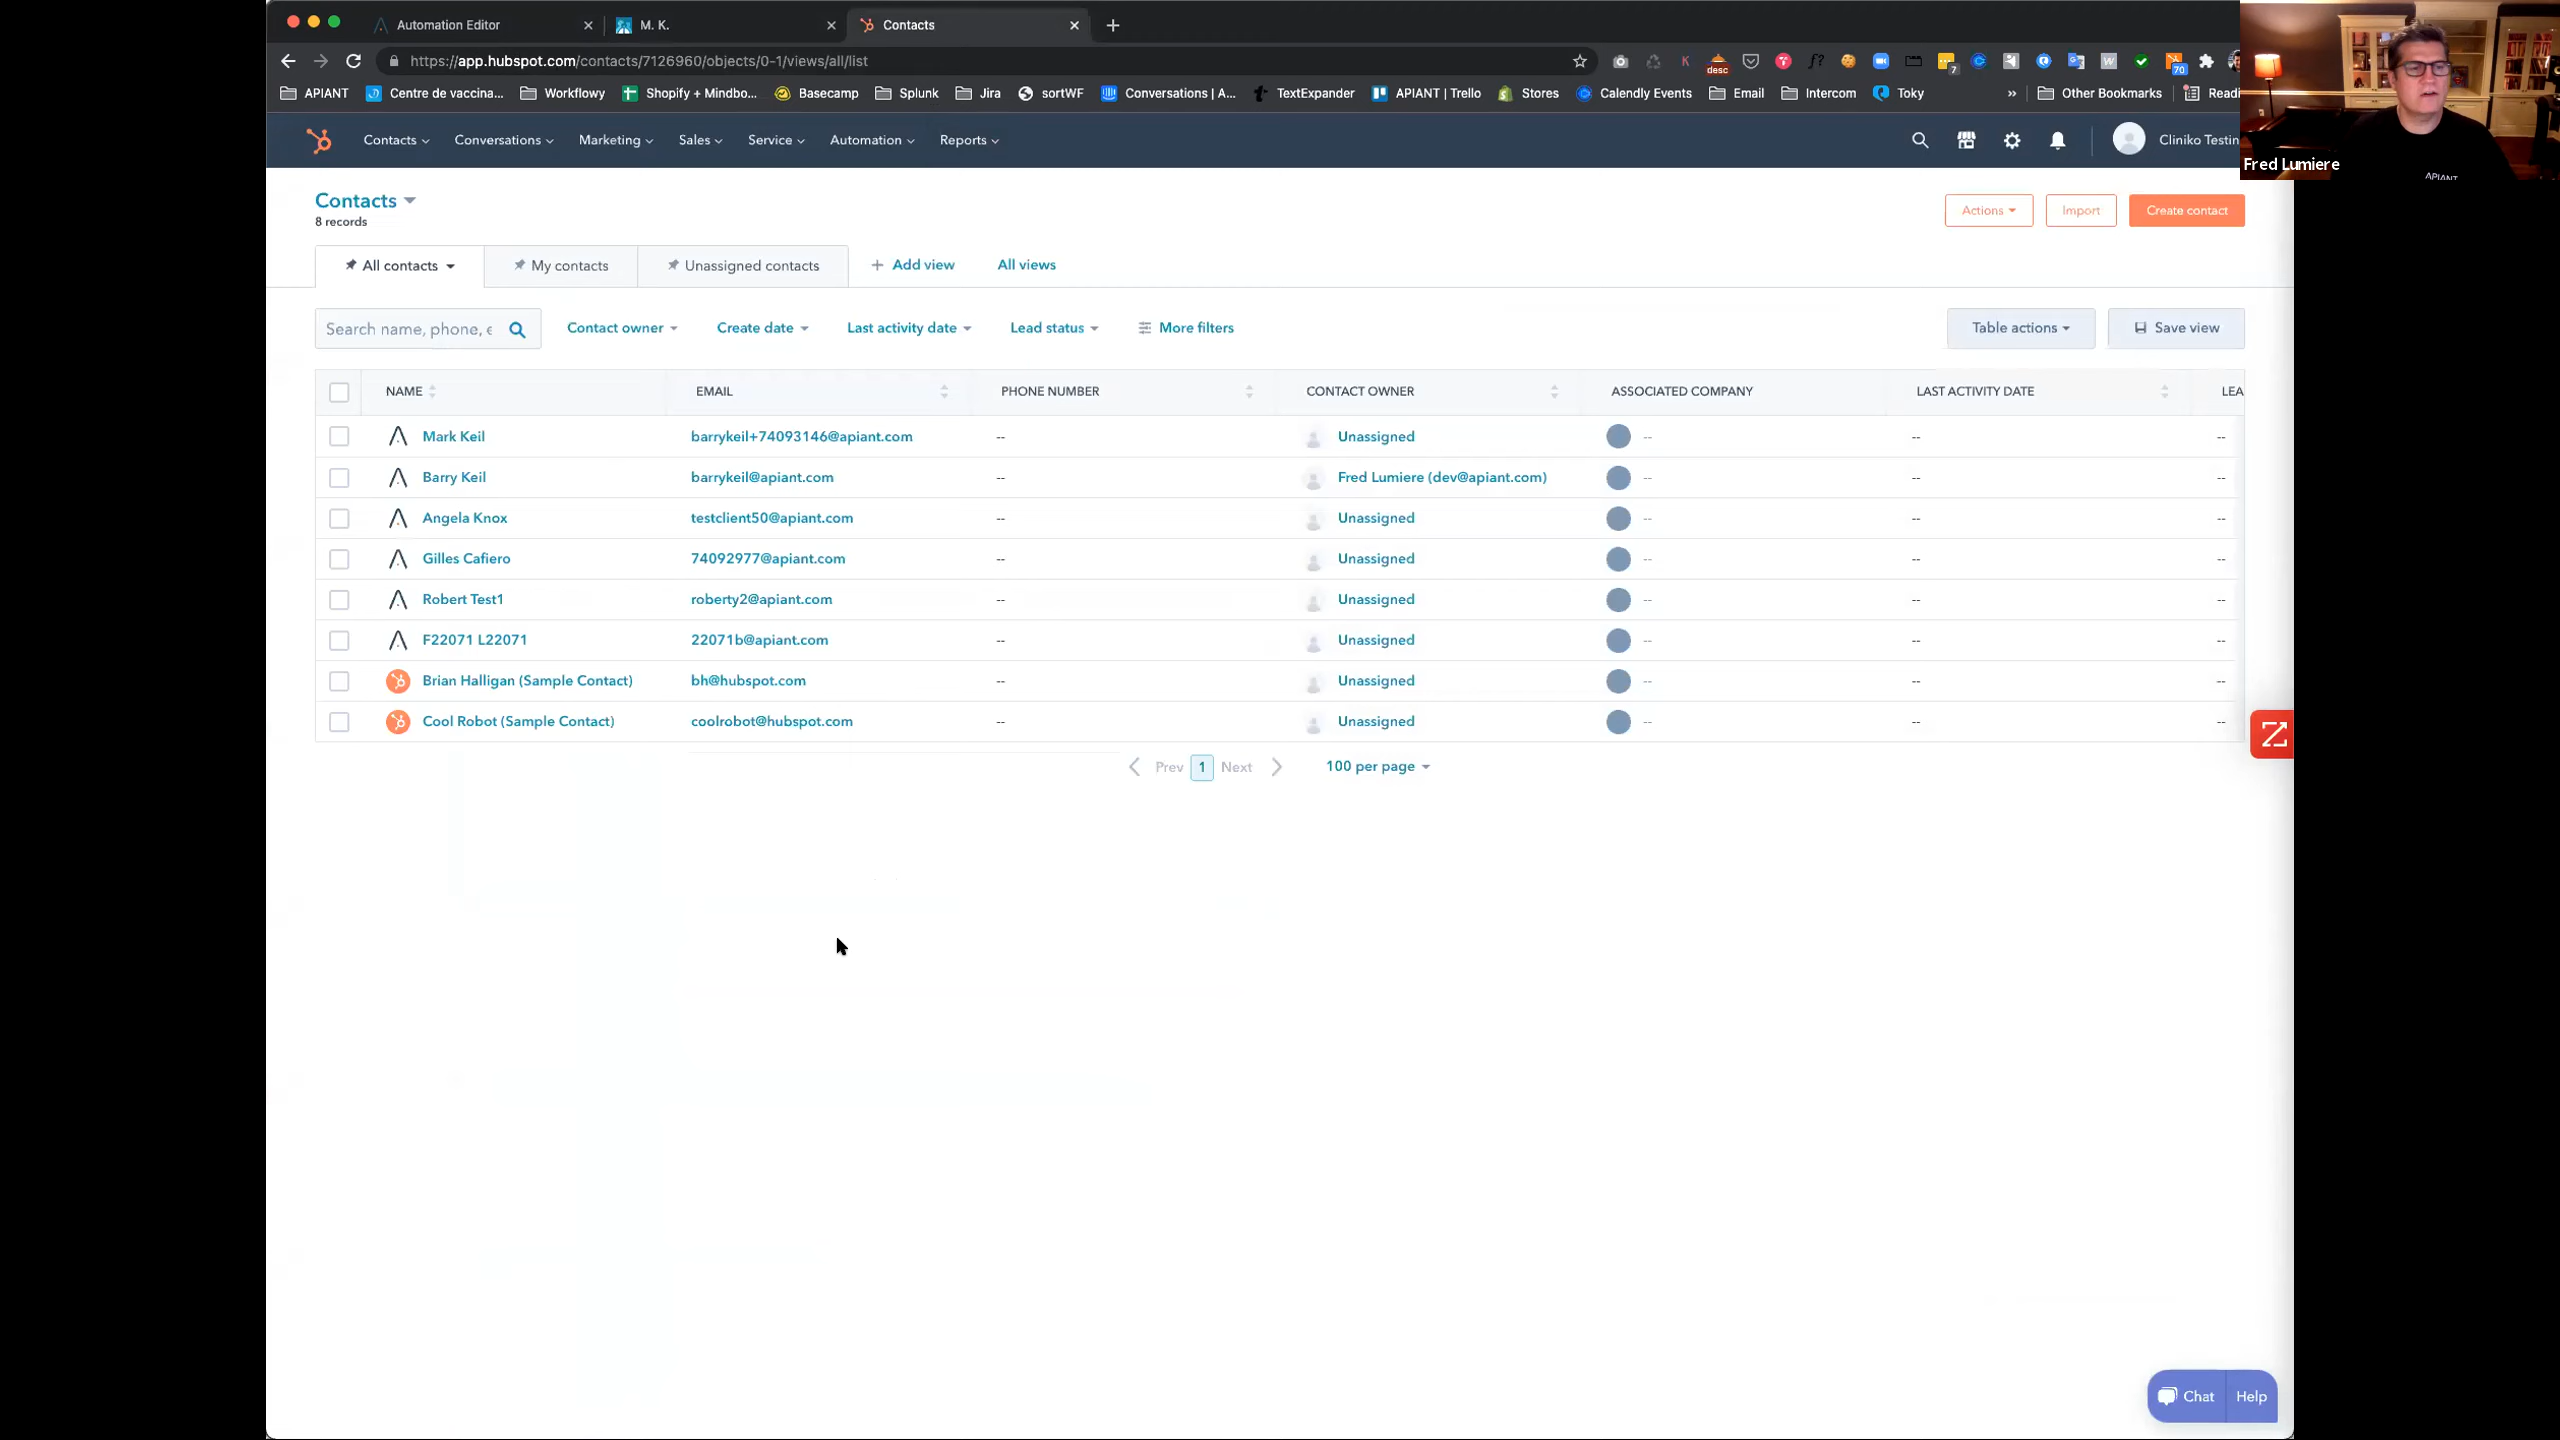 Automation Editor
M. K.
Contacts
https://app.hubspot.com/contacts/7126960/objects/0-1/views/all/list
desc
7
70
APIANT
Centre de vaccina...
Workflowy
Shopify + Mindbo...
Basecamp
Splunk
Jira
sortWF
Conversations | A...
TextExpander
APIANT | Trello
Stores
Calendly Events
Email
Intercom
Toky
»
Other Bookmarks
Readi
Fred Lumiere
APIANT
Contacts
Conversations
Marketing
Sales
Service
Automation
Reports
Cliniko Testin
Contacts
8 records
Actions
Import
Create contact
All contacts
My contacts
Unassigned contacts
+ Add view
All views
Search name, phone, e
Contact owner
Create date
Last activity date
Lead status
More filters
Table actions
Save view
NAME EMAIL PHONE NUMBER CONTACT OWNER ASSOCIATED COMPANY LAST ACTIVITY DATE LEA
Mark Keil barrykeil+74093146@apiant.com -- Unassigned -- -- --
Barry Keil barrykeil@apiant.com -- Fred Lumiere (dev@apiant.com) -- -- --
Angela Knox testclient50@apiant.com -- Unassigned -- -- --
Gilles Cafiero 74092977@apiant.com -- Unassigned -- -- --
Robert Test1 roberty2@apiant.com -- Unassigned -- -- --
F22071 L22071 22071b@apiant.com -- Unassigned -- -- --
Brian Halligan (Sample Contact) bh@hubspot.com -- Unassigned -- -- --
Cool Robot (Sample Contact) coolrobot@hubspot.com -- Unassigned -- -- --
Prev 1 Next 100 per page
Chat Help